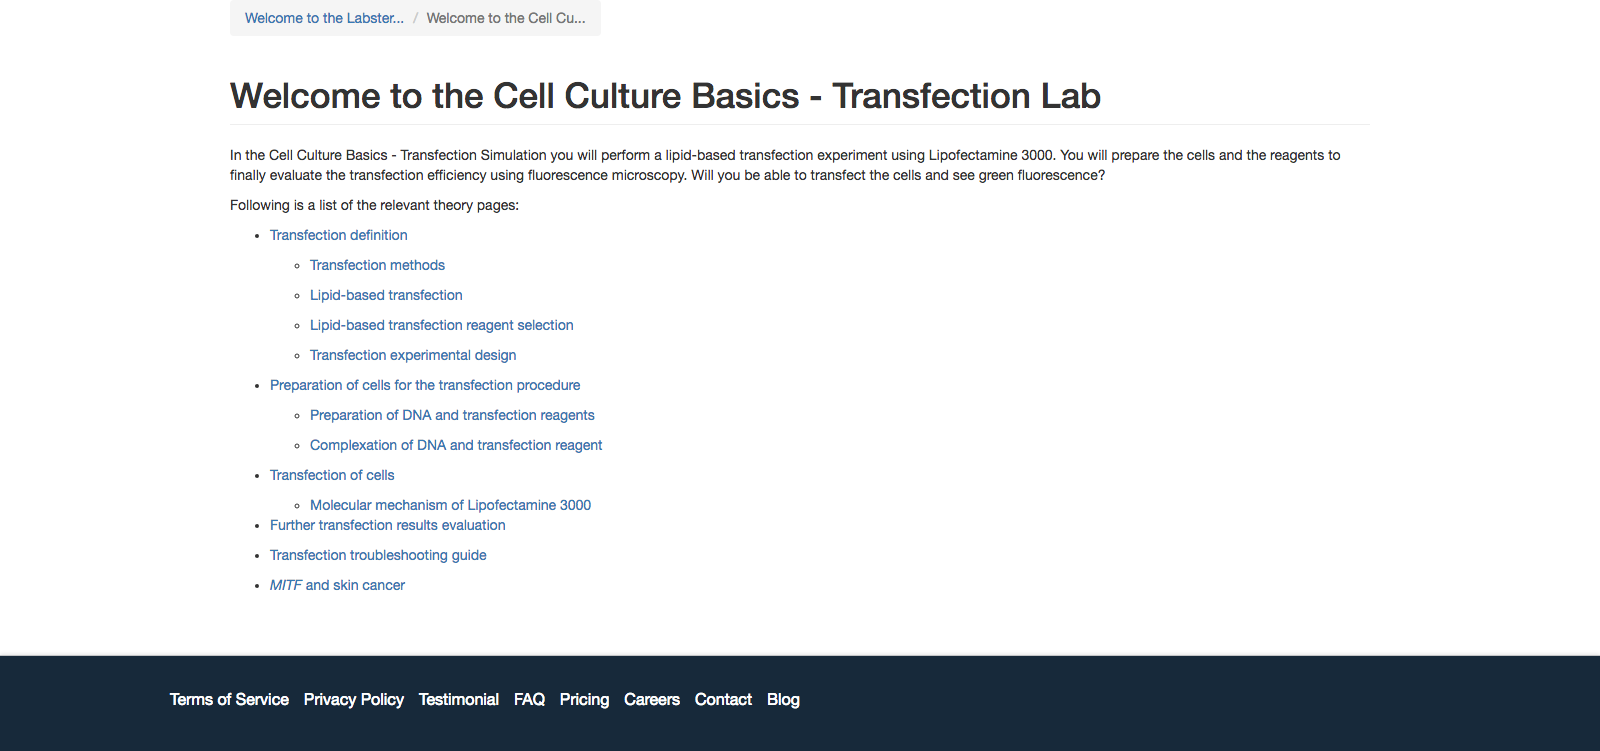 Welcome to the Labster... / Welcome to the Cell Cu...
Welcome to the Cell Culture Basics - Transfection Lab
In the Cell Culture Basics - Transfection Simulation you will perform a lipid-based transfection experiment using Lipofectamine 3000. You will prepare the cells and the reagents to
finally evaluate the transfection efficiency using fluorescence microscopy. Will you be able to transfect the cells and see green fluorescence?
Following is a list of the relevant theory pages:
Transfection definition
Transfection methods
Lipid-based transfection
Lipid-based transfection reagent selection
Transfection experimental design
Preparation of cells for the transfection procedure
Preparation of DNA and transfection reagents
Complexation of DNA and transfection reagent
Transfection of cells
Molecular mechanism of Lipofectamine 3000
Further transfection results evaluation
Transfection troubleshooting guide
MITF and skin cancer
Terms of Service Privacy Policy Testimonial FAQ Pricing Careers Contact Blog